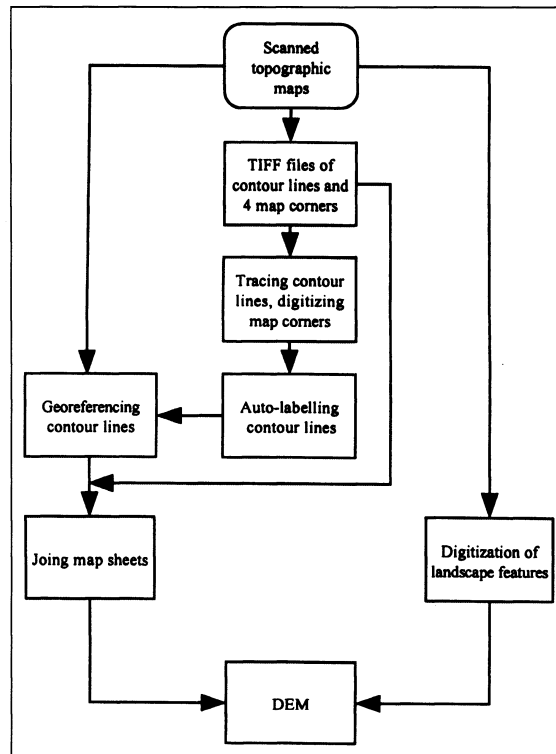 Scanned
topographic
maps
TIFF files of
contour lines and
4 map corners
Tracing contour
lines, digitizing
map corners
Georeferencing
contour lines
Auto-labelling
contour lines
Joing map sheets
Digitization of
landscape features
DEM